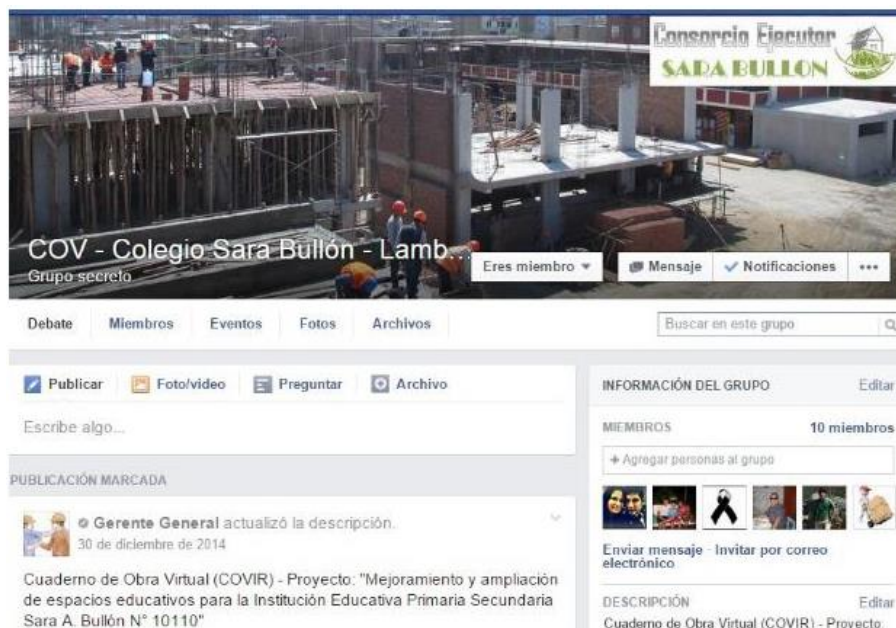 Consorcio Ejecutor
SARA BULLON
COV - Colegio Sara Bullón - Lamb...
Grupo secreto
Eres miembro
Mensaje
Notificaciones
Debate
Miembros
Eventos
Fotos
Archivos
Buscar en este grupo
Publicar
Foto/video
Preguntar
Archivo
Escribe algo...
PUBLICACIÓN MARCADA
Gerente General actualizó la descripción.
30 de diciembre de 2014
Cuaderno de Obra Virtual (COVIR) - Proyecto: "Mejoramiento y ampliación
de espacios educativos para la Institución Educativa Primaria Secundaria
Sara A. Bullón N° 10110"
INFORMACIÓN DEL GRUPO
Editar
MIEMBROS
10 miembros
+ Agregar personas al grupo
Enviar mensaje · Invitar por correo
electrónico
DESCRIPCIÓN
Editar
Cuaderno de Obra Virtual (COVIR) - Proyecto: